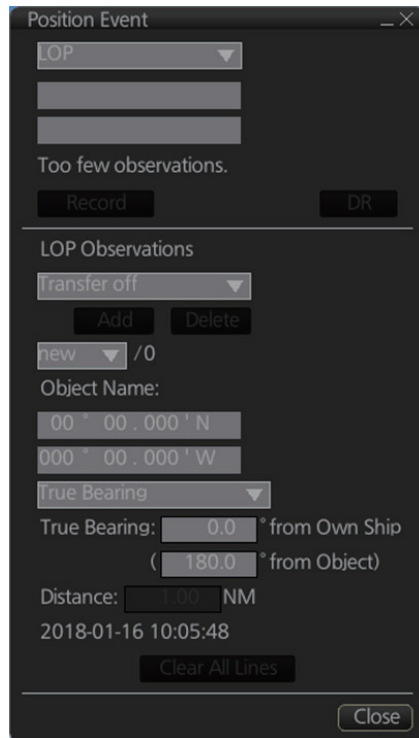 Position Event
LOP
Too few observations.
Record DR
LOP Observations
Transfer off
Add Delete
new /0
Object Name:
00 ° 00 . 000 ' N
000 ° 00 . 000 ' W
True Bearing
True Bearing: 0.0 ° from Own Ship
( 180.0 ° from Object)
Distance: 1.00 NM
2018-01-16 10:05:48
Clear All Lines
Close